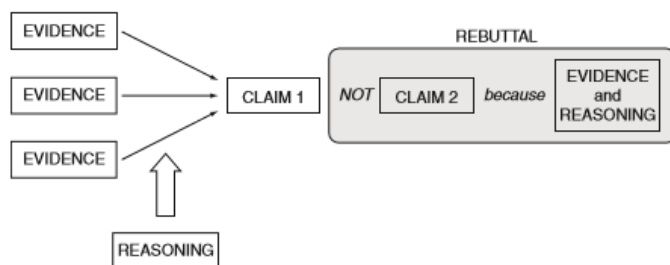 EVIDENCE
EVIDENCE
EVIDENCE
REASONING
CLAIM 1
REBUTTAL
NOT
CLAIM 2
because
EVIDENCE
and
REASONING